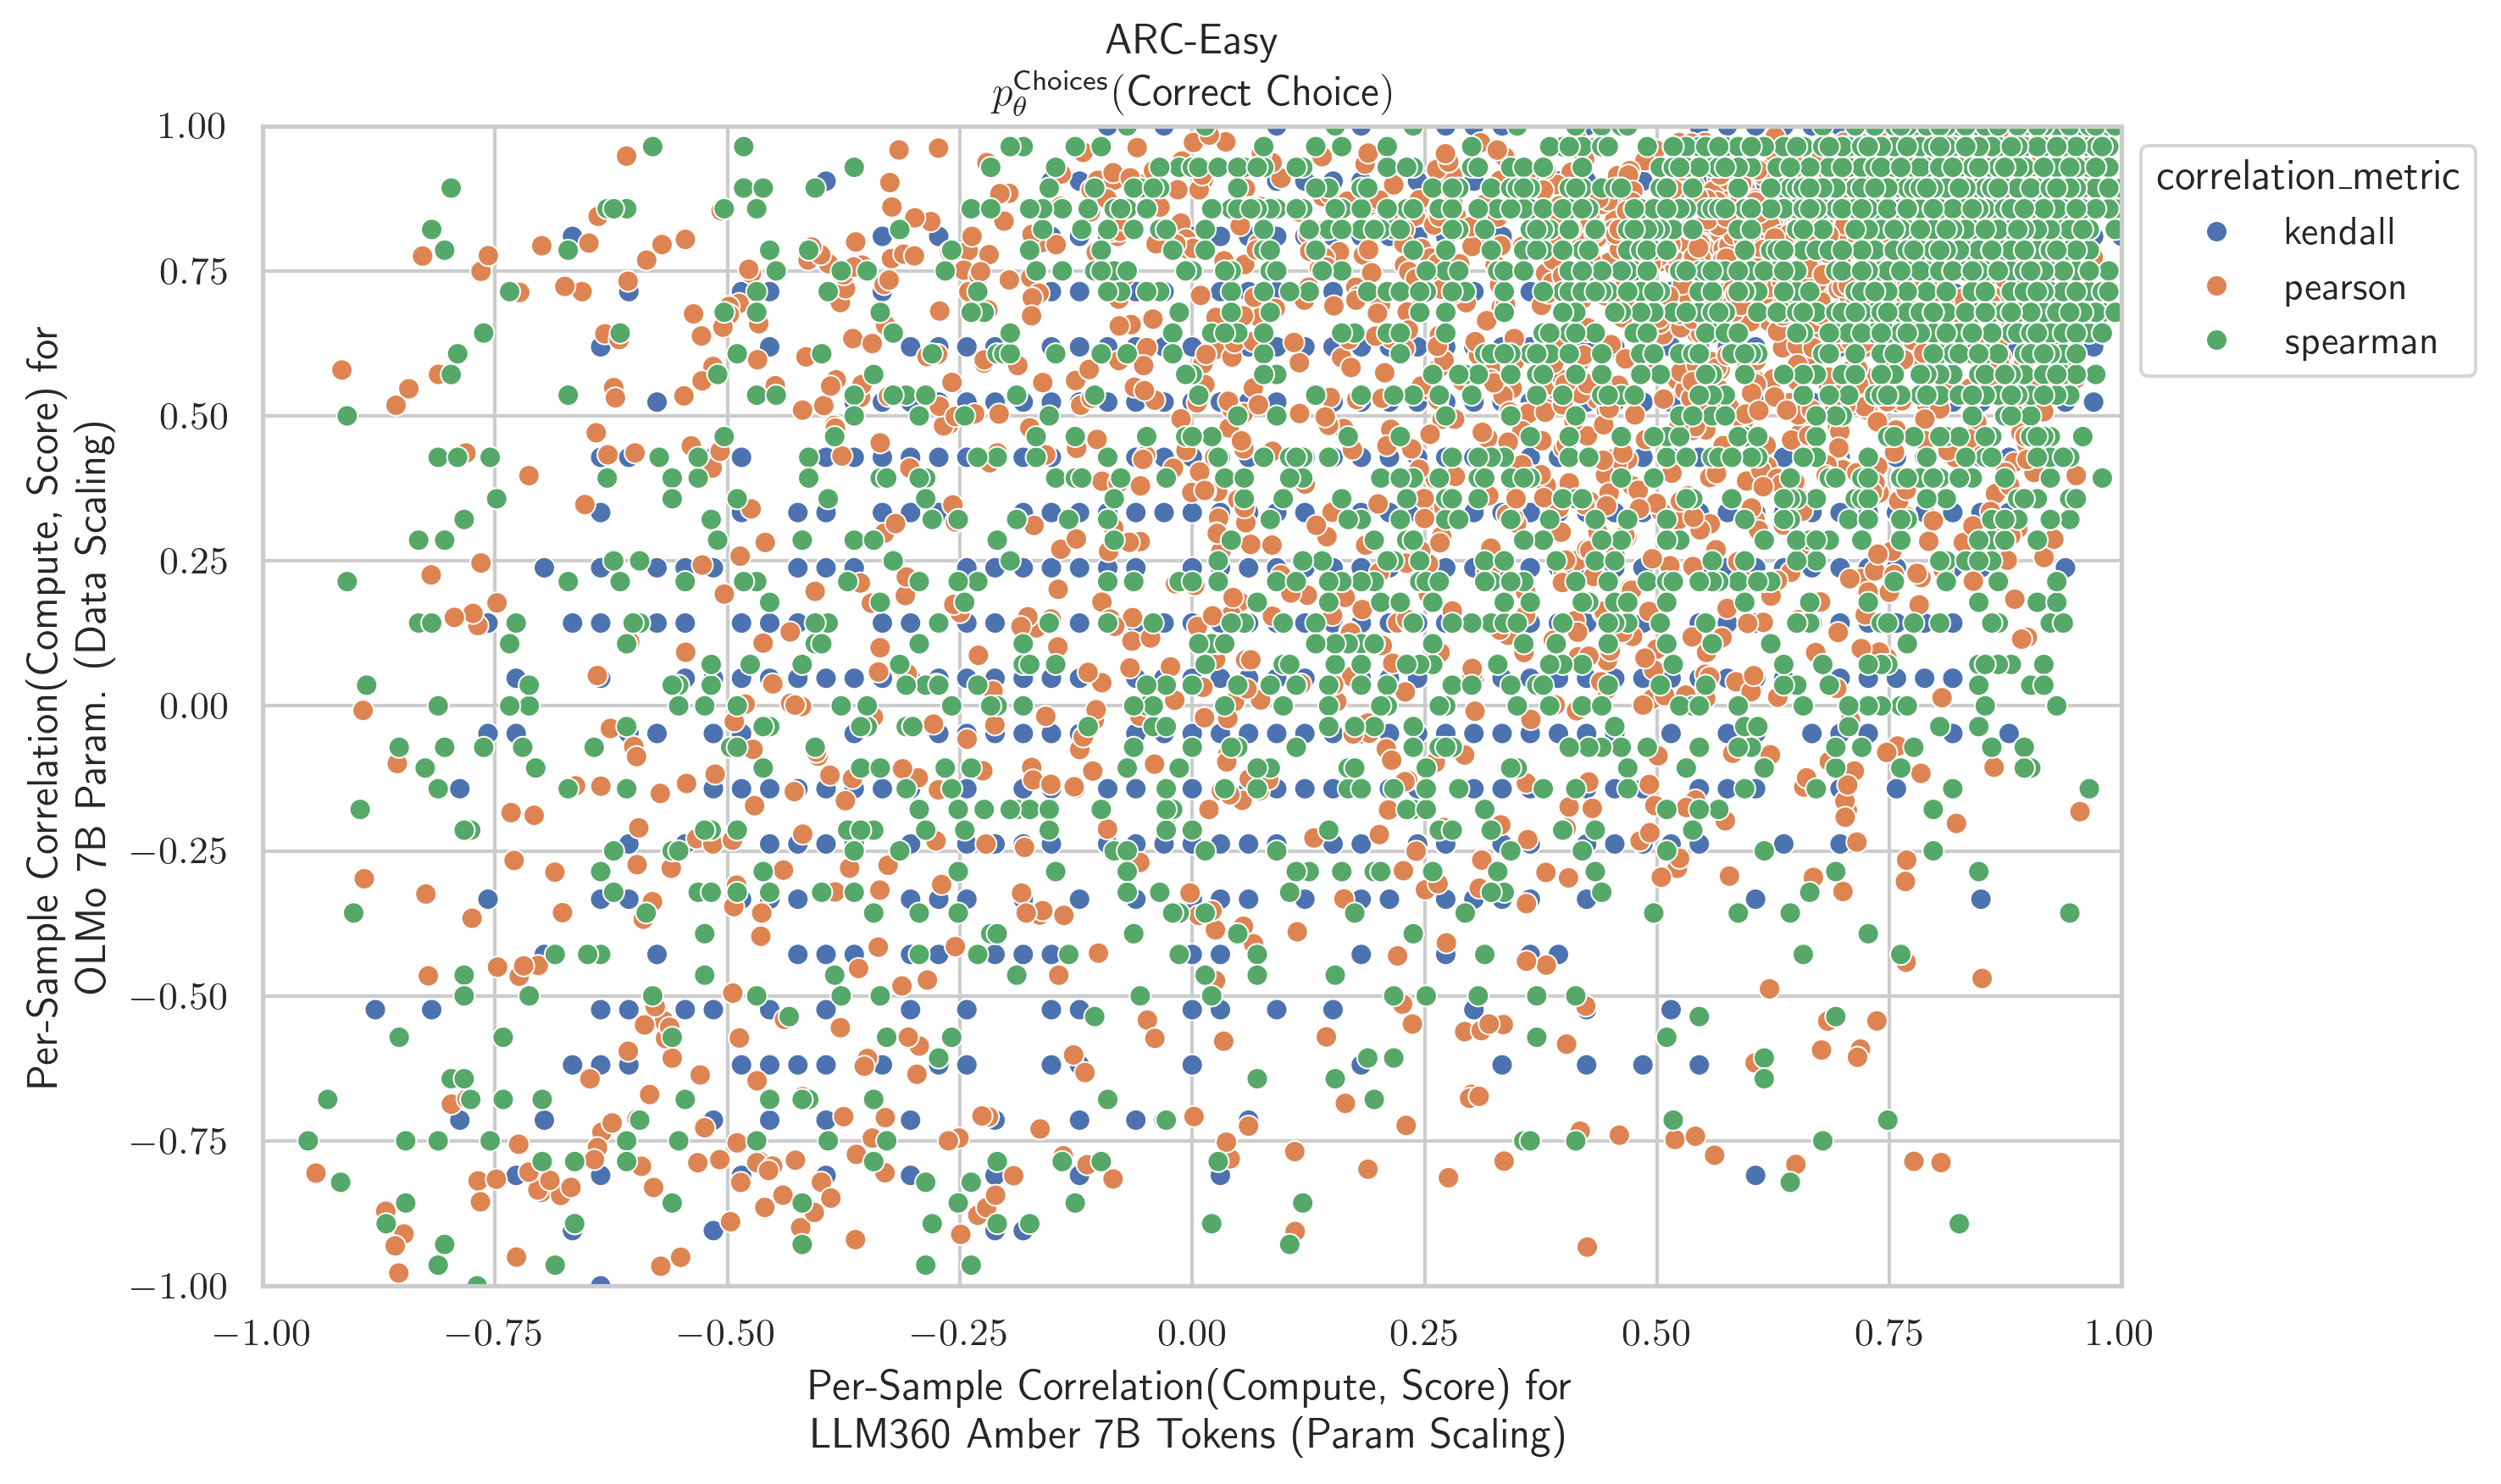 ARC-Easy
p_θ^Choices(Correct Choice)
Per-Sample Correlation(Compute, Score) for
OLMo 7B Param. (Data Scaling)
1.00
0.75
0.50
0.25
0.00
−0.25
−0.50
−0.75
−1.00
−1.00 −0.75 −0.50 −0.25 0.00 0.25 0.50 0.75 1.00
Per-Sample Correlation(Compute, Score) for
LLM360 Amber 7B Tokens (Param Scaling)
correlation_metric
kendall
pearson
spearman